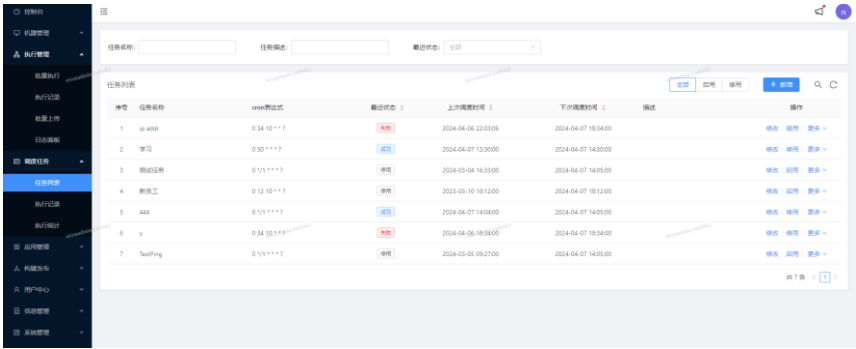 控制台
机器管理
执行管理
批量执行
执行记录
批量上传
日志面板
调度任务
任务列表
执行记录
执行统计
应用管理
构建发布
用户中心
信息管理
系统管理
n
任务名称: 任务描述: 最近状态: 全部
任务列表 全部 启用 停用 + 新增
序号 任务名称 cron表达式 最近状态 上次调度时间 下次调度时间 描述 操作
1 ip addr 0 34 10 * * ? 失败 2024-04-06 22:03:06 2024-04-07 18:34:00 修改 停用 更多
2 学习 0 30 * * * ? 成功 2024-04-07 13:30:00 2024-04-07 14:30:00 修改 停用 更多
3 测试任务 0 */1 * * * ? 停用 2023-05-04 16:33:00 2024-04-07 14:05:00 修改 启用 更多
4 新员工 0 12 10 * * ? 停用 2023-05-10 18:12:00 2024-04-07 18:12:00 修改 启用 更多
5 444 0 */1 * * * ? 成功 2024-04-07 14:04:00 2024-04-07 14:05:00 修改 停用 更多
6 y 0 34 10 * * ? 失败 2024-04-06 18:34:00 2024-04-07 18:34:00 修改 停用 更多
7 TestPing 0 */1 * * * ? 停用 2024-03-05 09:27:00 2024-04-07 14:05:00 修改 启用 更多
共 7 条 < 1 >